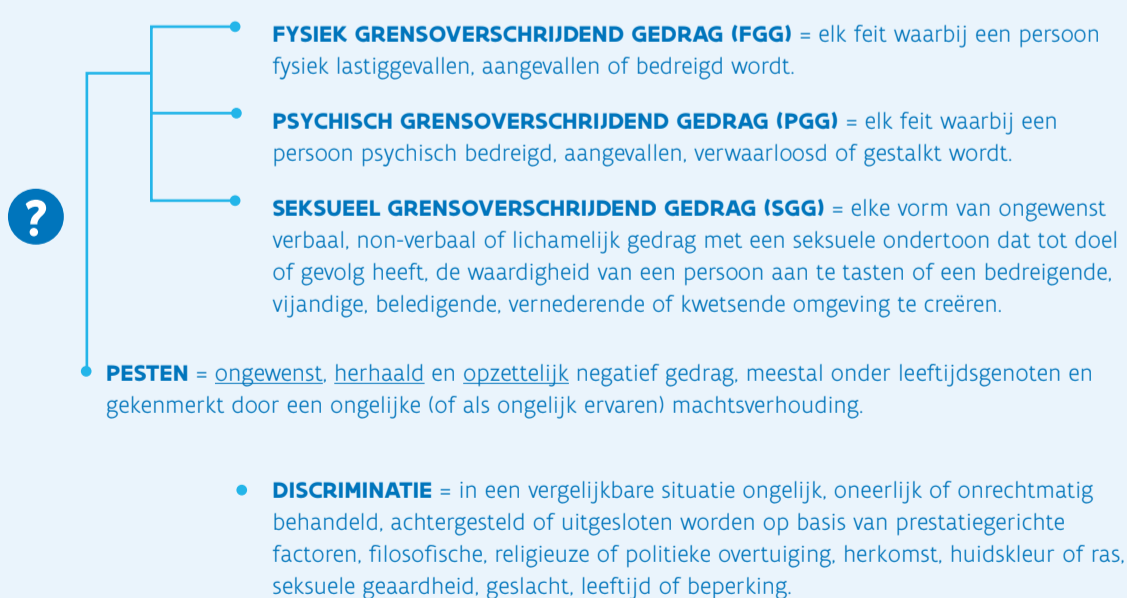 FYSIEK GRENSOVERSCHRIJDEND GEDRAG (FGG) = elk feit waarbij een persoon
fysiek lastiggevallen, aangevallen of bedreigd wordt.
PSYCHISCH GRENSOVERSCHRIJDEND GEDRAG (PGG) = elk feit waarbij een
persoon psychisch bedreigd, aangevallen, verwaarloosd of gestalkt wordt.
?
SEKSUEEL GRENSOVERSCHRIJDEND GEDRAG (SGG) = elke vorm van ongewenst
verbaal, non-verbaal of lichamelijk gedrag met een seksuele ondertoon dat tot doel
of gevolg heeft, de waardigheid van een persoon aan te tasten of een bedreigende,
vijandige, beledigende, vernederende of kwetsende omgeving te creëren.
PESTEN = ongewenst, herhaald en opzettelijk negatief gedrag, meestal onder leeftijdsgenoten en
gekenmerkt door een ongelijke (of als ongelijk ervaren) machtsverhouding.
DISCRIMINATIE = in een vergelijkbare situatie ongelijk, oneerlijk of onrechtmatig
behandeld, achtergesteld of uitgesloten worden op basis van prestatiegerichte
factoren, filosofische, religieuze of politieke overtuiging, herkomst, huidskleur of ras,
seksuele geaardheid, geslacht, leeftijd of beperking.